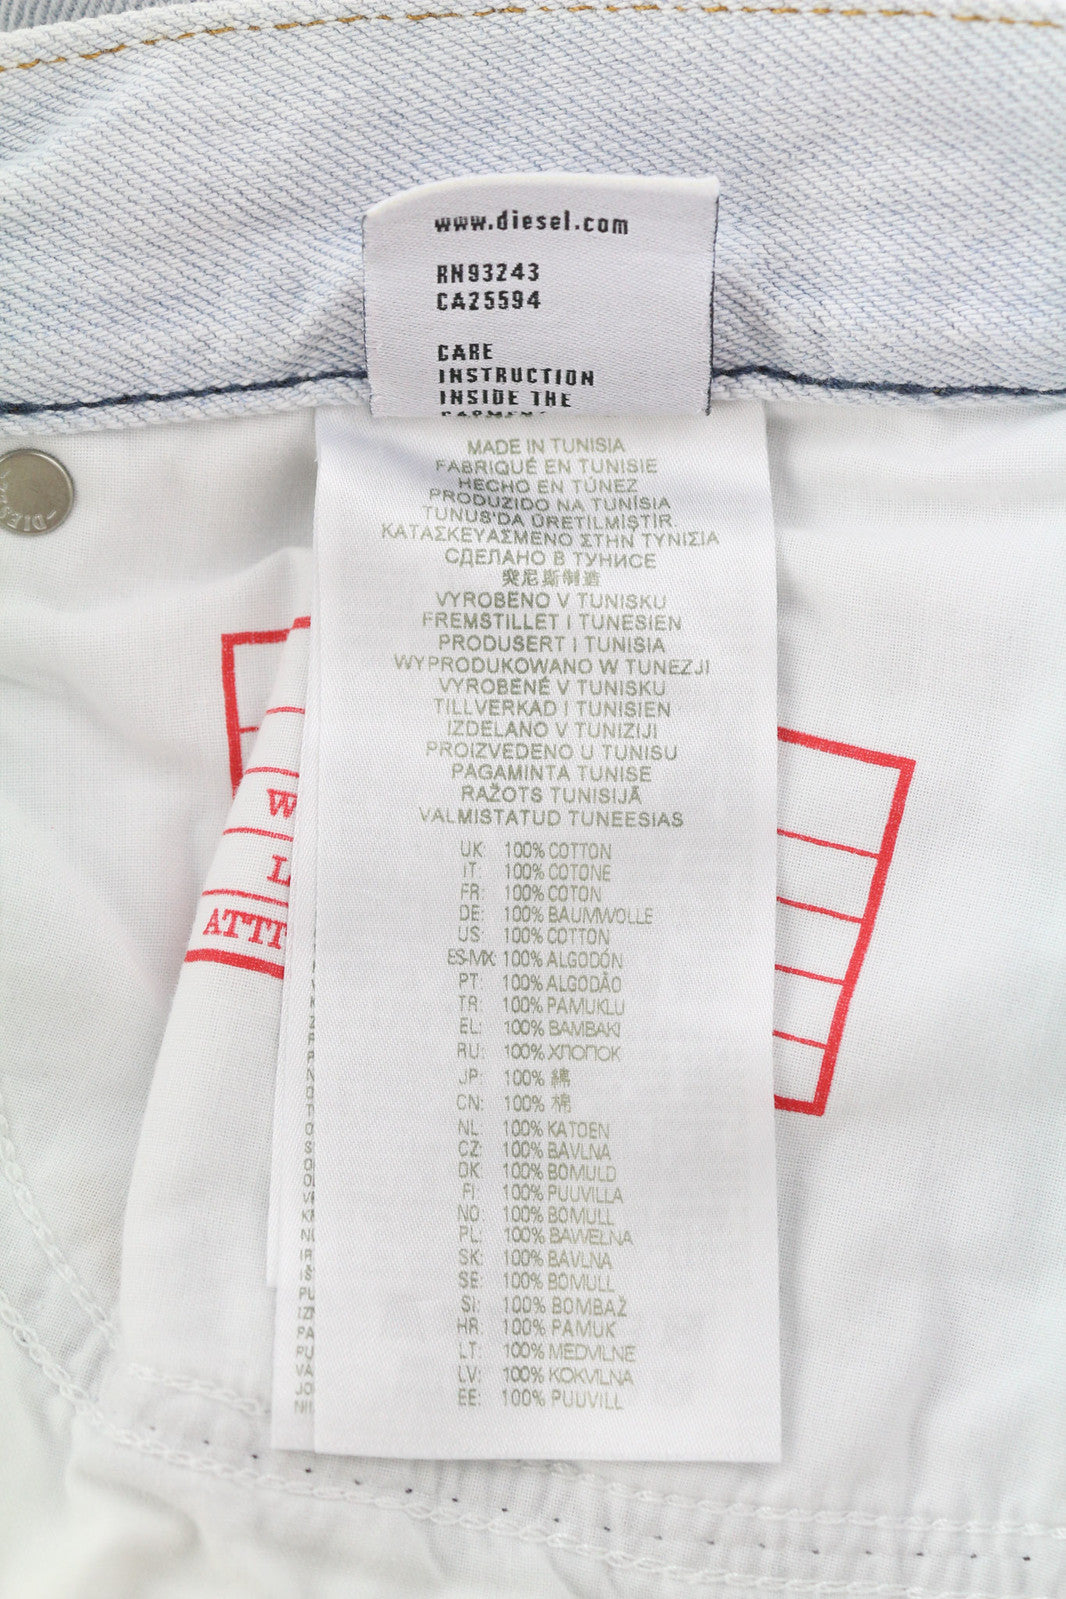 www.diesel.com
RN93243
CA25594
CARE
INSTRUCTION
INSIDE THE
MADE IN TUNISIA
FABRIQUÉ EN TUNISIE
HECHO EN TÚNEZ
PRODUZIDO NA TUNÍSIA
TUNUS'DA ÜRETILMIŞTIR.
ΚΑΤΑΣΚΕΥΑΣΜΕΝΟ ΣΤΗΝ ΤΥΝΙΣΙΑ
СДЕЛАНО В ТУНИСЕ
突尼斯制造
VYROBENO V TUNISKU
FREMSTILLET I TUNESIEN
PRODUSERT I TUNISIA
WYPRODUKOWANO W TUNEZJI
VYROBENÉ V TUNISKU
TILLVERKAD I TUNISIEN
IZDELANO V TUNIZIJI
PROIZVEDENO U TUNISU
PAGAMINTA TUNISE
RAŽOTS TUNISIJĀ
VALMISTATUD TUNEESIAS
UK: 100% COTTON
IT: 100% COTONE
FR: 100% COTON
DE: 100% BAUMWOLLE
US: 100% COTTON
ES-MX: 100% ALGODÓN
PT: 100% ALGODÃO
TR: 100% PAMUKLU
EL: 100% ΒΑΜΒΑΚΙ
RU: 100% ХЛОПОК
JP: 100% 綿
CN: 100% 棉
NL: 100% KATOEN
CZ: 100% BAVLNA
DK: 100% BOMULD
FI: 100% PUUVILLA
NO: 100% BOMULL
PL: 100% BAWEŁNA
SK: 100% BAVLNA
SE: 100% BOMULL
SI: 100% BOMBAŽ
HR: 100% PAMUK
LT: 100% MEDVILNE
LV: 100% KOKVILNA
EE: 100% PUUVILL